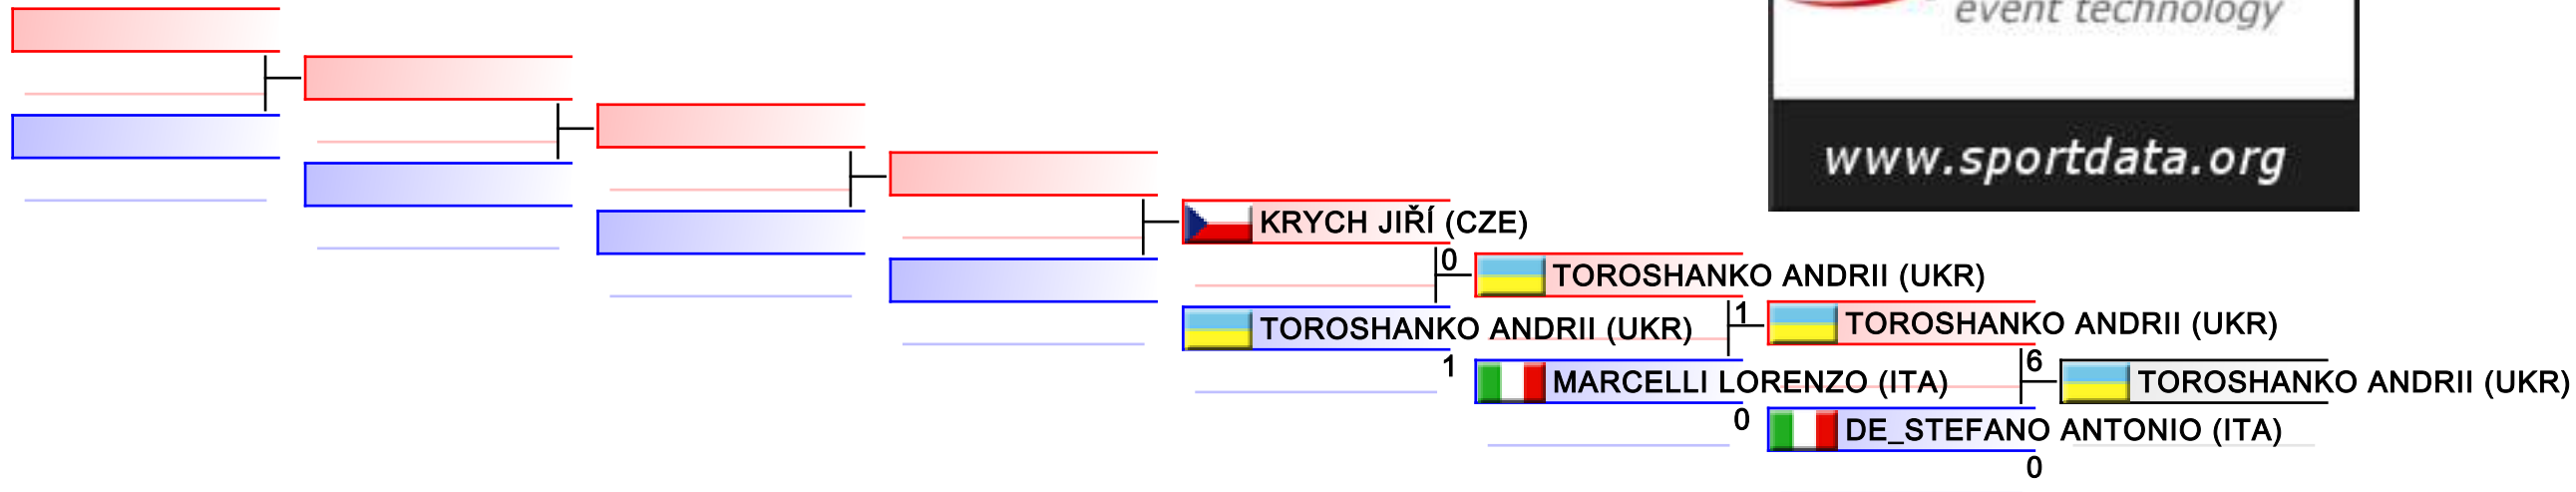 event technology
www.sportdata.org
KRYCH JIŘÍ (CZE)
0
TOROSHANKO ANDRII (UKR)
1
TOROSHANKO ANDRII (UKR)
1
TOROSHANKO ANDRII (UKR)
MARCELLI LORENZO (ITA)
0
6
TOROSHANKO ANDRII (UKR)
DE_STEFANO ANTONIO (ITA)
0